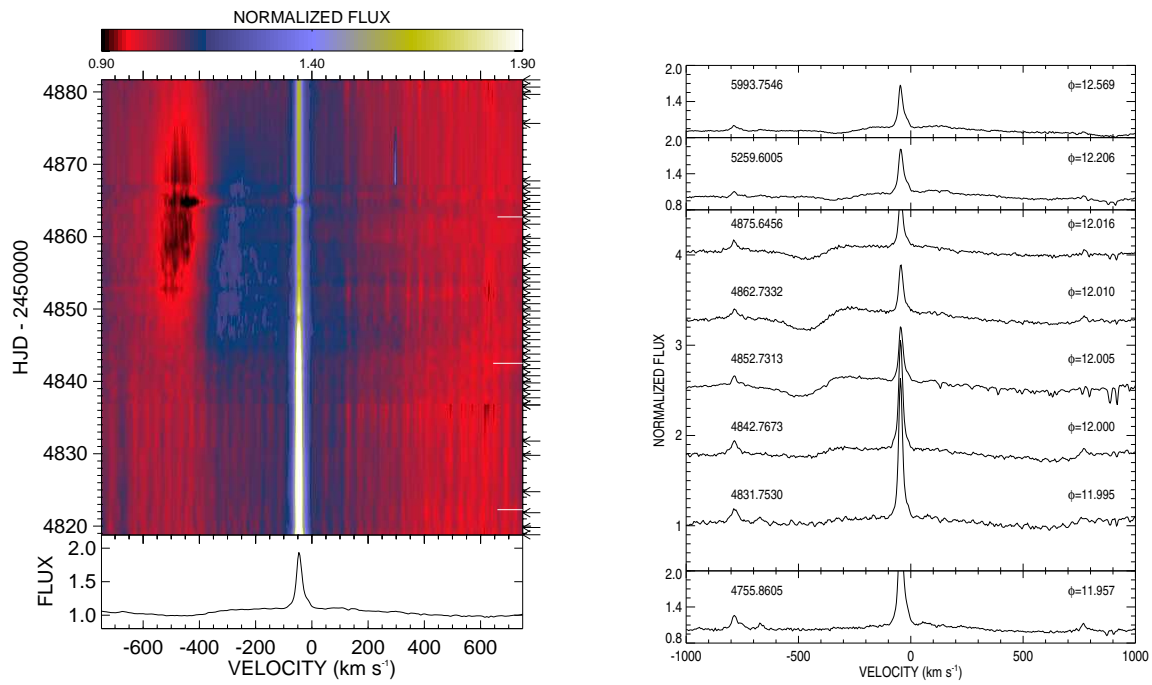 NORMALIZED FLUX
0.90 1.40 1.90
4880
4870
4860
4850
4840
4830
4820
HJD - 2450000
2.0
1.5
1.0
FLUX
-600 -400 -200 0 200 400 600
VELOCITY (km s-1)
2.0
1.4
5993.7546 ϕ=12.569
2.0
1.4
0.8
5259.6005 ϕ=12.206
4875.6456 ϕ=12.016
4
4862.7332 ϕ=12.010
3
4852.7313 ϕ=12.005
NORMALIZED FLUX
2
4842.7673 ϕ=12.000
4831.7530 ϕ=11.995
1
2.0
1.4
0.8
4755.8605 ϕ=11.957
-1000 -500 0 500 1000
VELOCITY (km s-1)